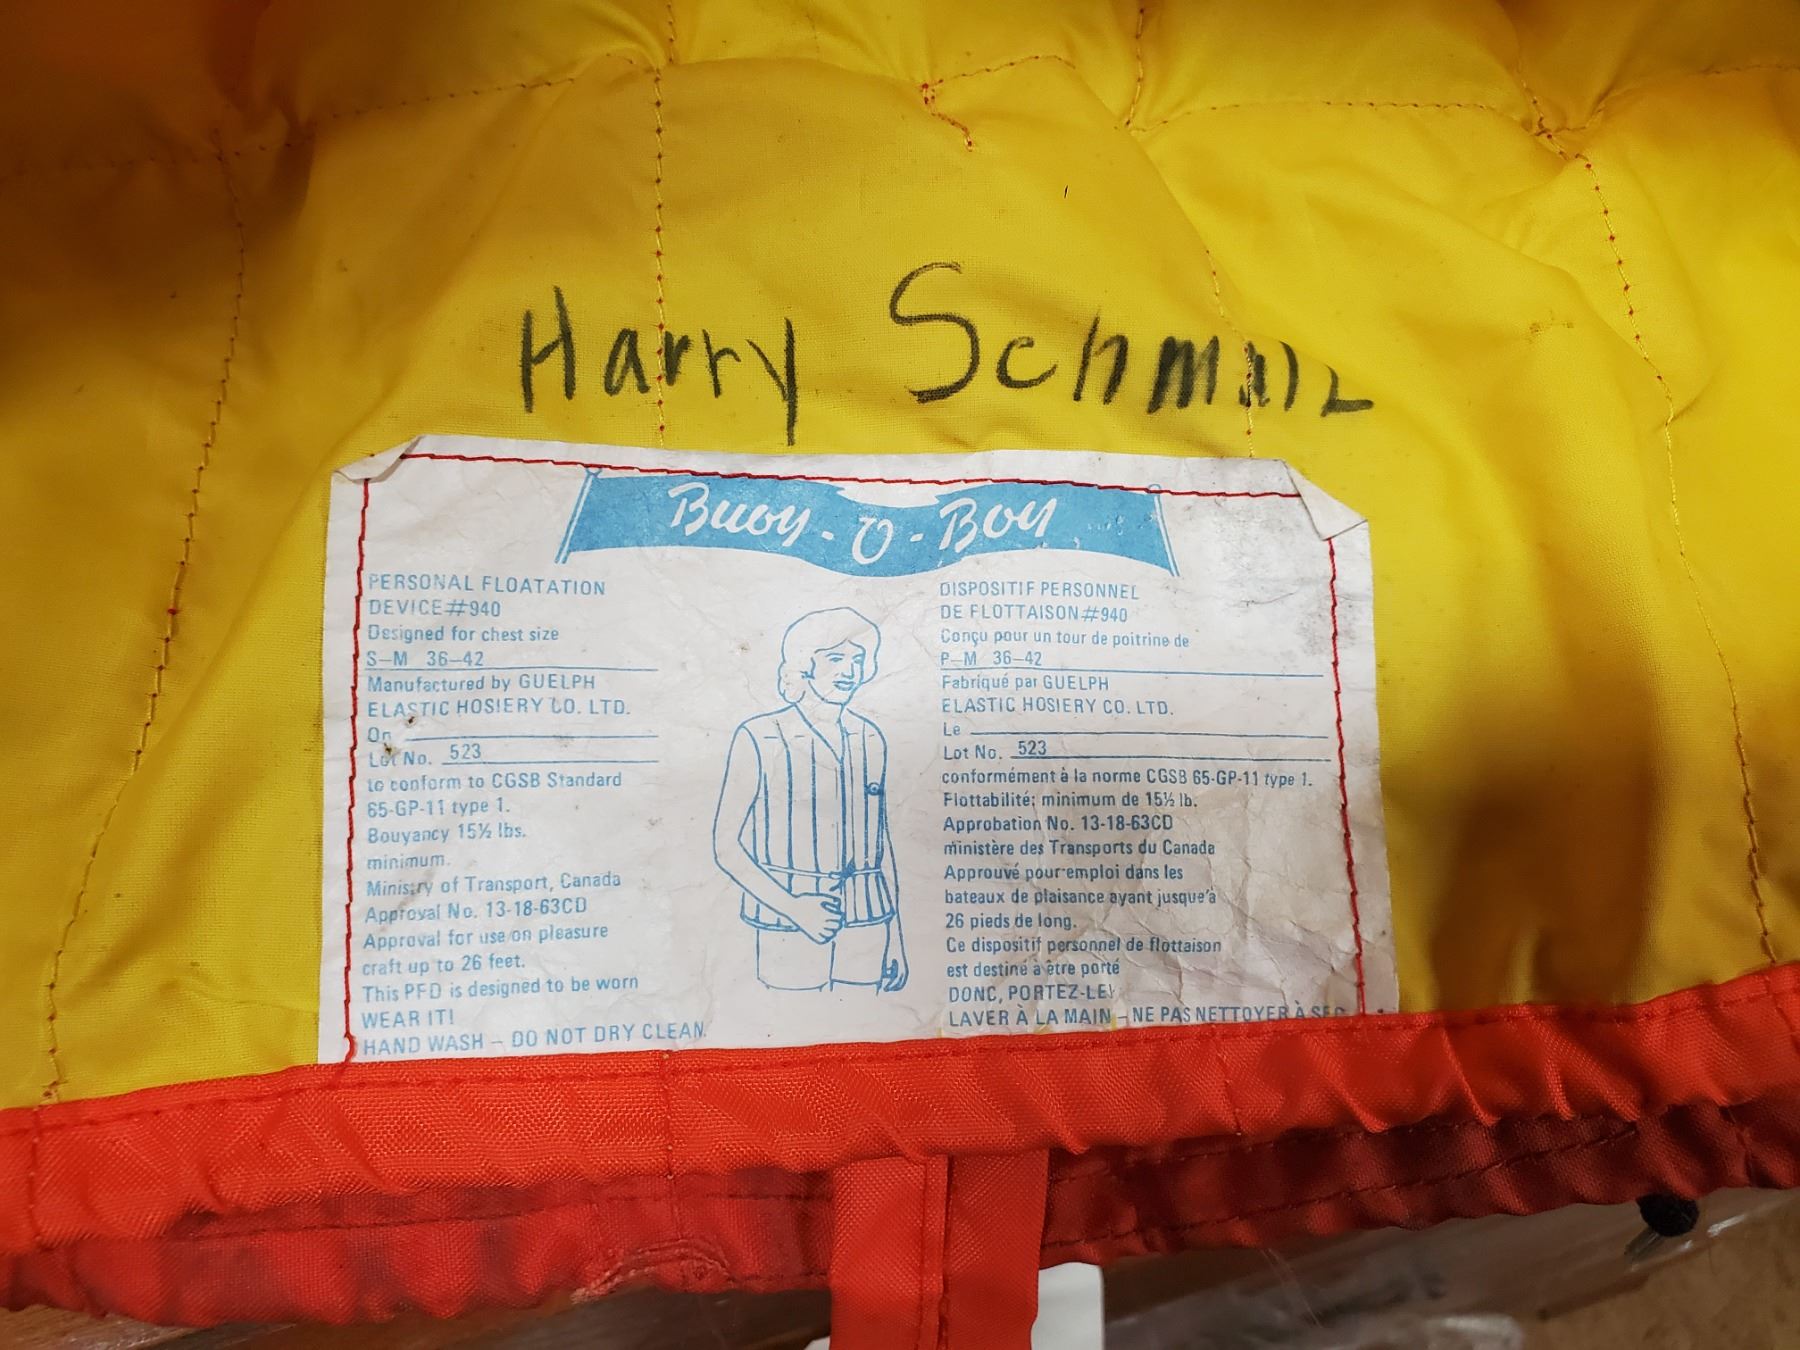 Harry
Buoy-O-Boy
PERSONAL FLOATATION
DEVICE #940
Designed for chest size
S-M 36-42
Manufactured by GUELPH
ELASTIC HOSIERY CO. LTD.
On
Lot No. 523
to conform to CGSB Standard
65-GP-11 type 1.
Bouyancy 15½ lbs.
minimum.
Ministry of Transport, Canada
Approval No. 13-18-63CD
Approval for use on pleasure
craft up to 26 feet.
This PFD is designed to be worn
WEAR IT!
HAND WASH - DO NOT DRY CLEAN.
DISPOSITIF PERSONNEL
DE FLOTTAISON #940
Conçu pour un tour de poitrine de
P-M 36-42
Fabriqué par GUELPH
ELASTIC HOSIERY CO. LTD.
Le
Lot No. 523
conformément à la norme CGSB 65-GP-11 type 1.
Flottabilité: minimum de 15½ lb.
Approbation No. 13-18-63CD
ministère des Transports du Canada
Approuvé pour emploi dans les
bateaux de plaisance ayant jusque'à
26 pieds de long.
Ce dispositif personnel de flottaison
est destiné à être porté
DONC, PORTEZ-LE!
LAVER À LA MAIN - NE PAS NETTOYER À SEC